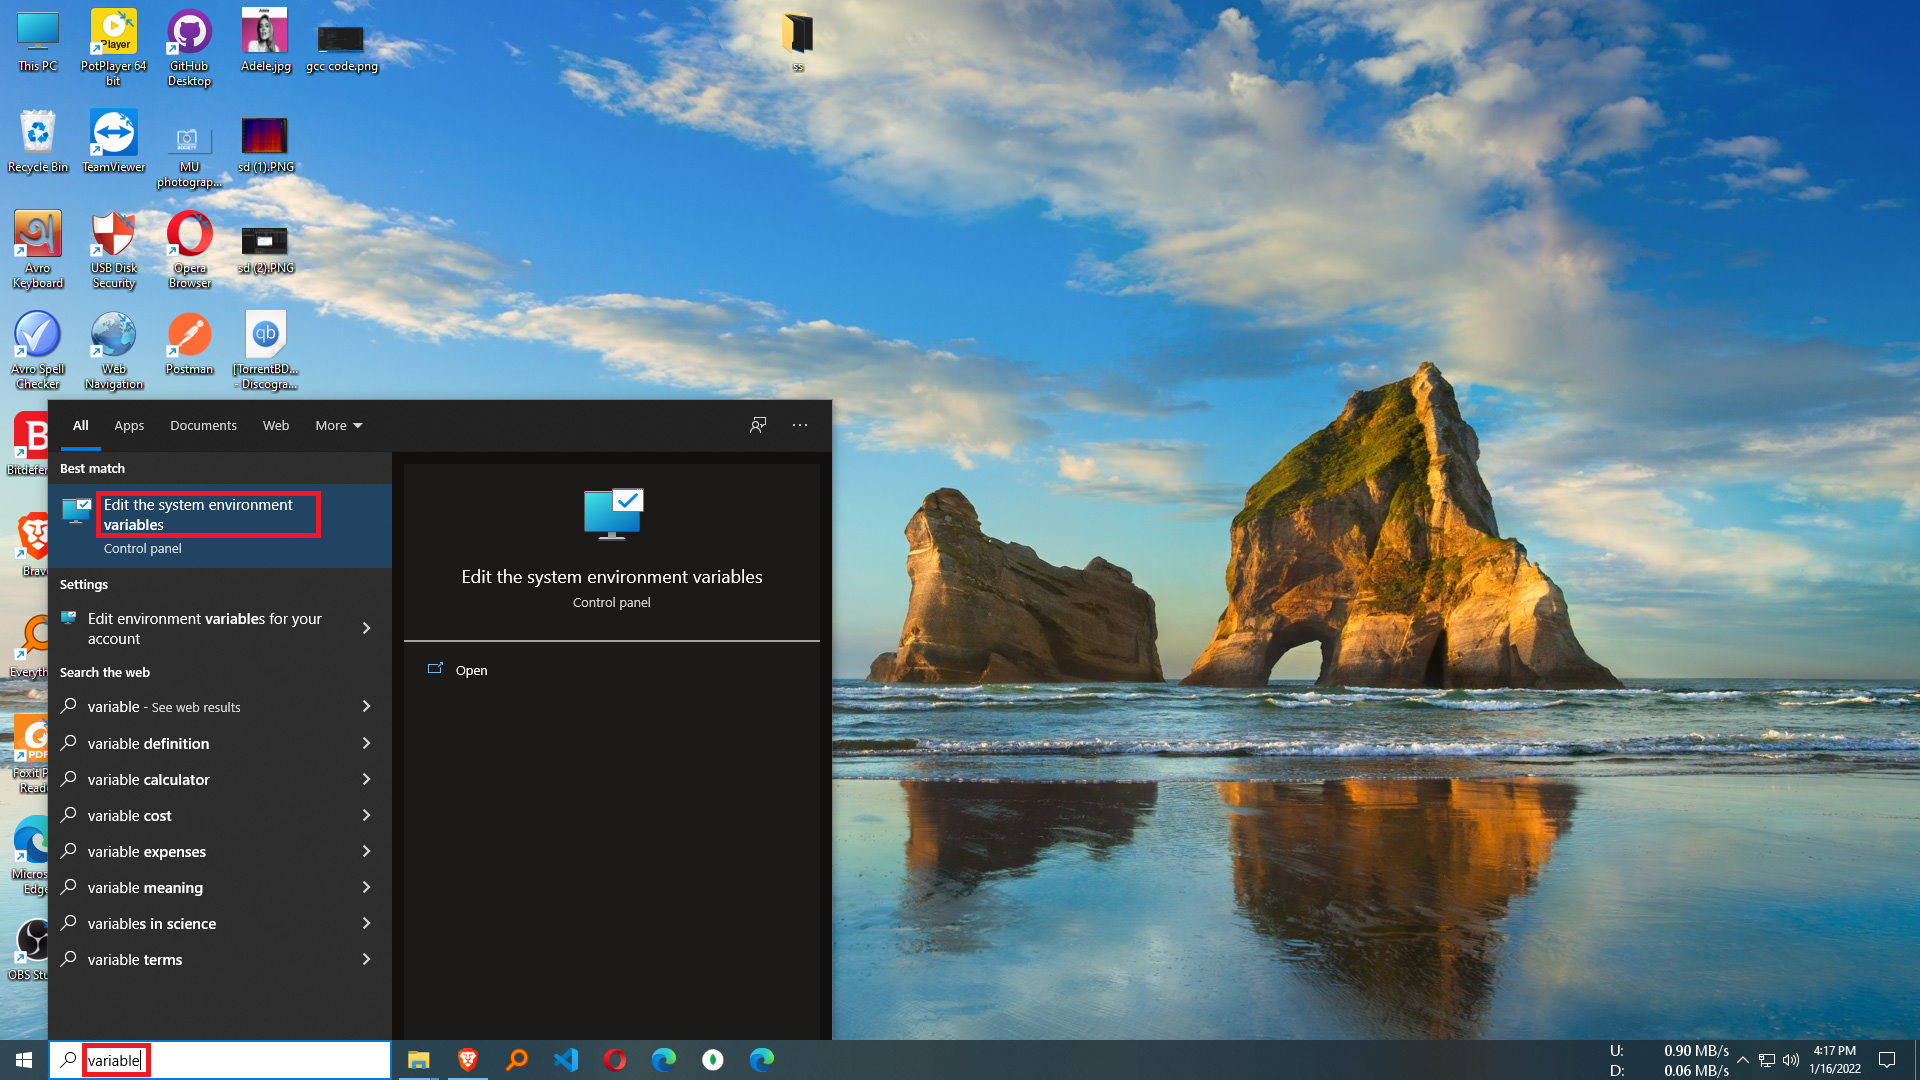 This PC
PotPlayer 64
bit
GitHub
Desktop
Adele.jpg
gcc code.png
ss
Recycle Bin
TeamViewer
MU
photograp...
sd (1).PNG
Avro
Keyboard
USB Disk
Security
Opera
Browser
sd (2).PNG
Avro Spell
Checker
Web
Navigation
Postman
[TorrentBD...
- Discogra...
All
Apps
Documents
Web
More
Best match
Edit the system environment
variables
Control panel
Settings
Edit environment variables for your
account
Search the web
variable - See web results
variable definition
variable calculator
variable cost
variable expenses
variable meaning
variables in science
variable terms
Edit the system environment variables
Control panel
Open
Bitdefen
Brave
Everyth
Foxit P
Read
Micros
Edge
OBS Stu
variable
U: 0.90 MB/s
D: 0.06 MB/s
4:17 PM
1/16/2022